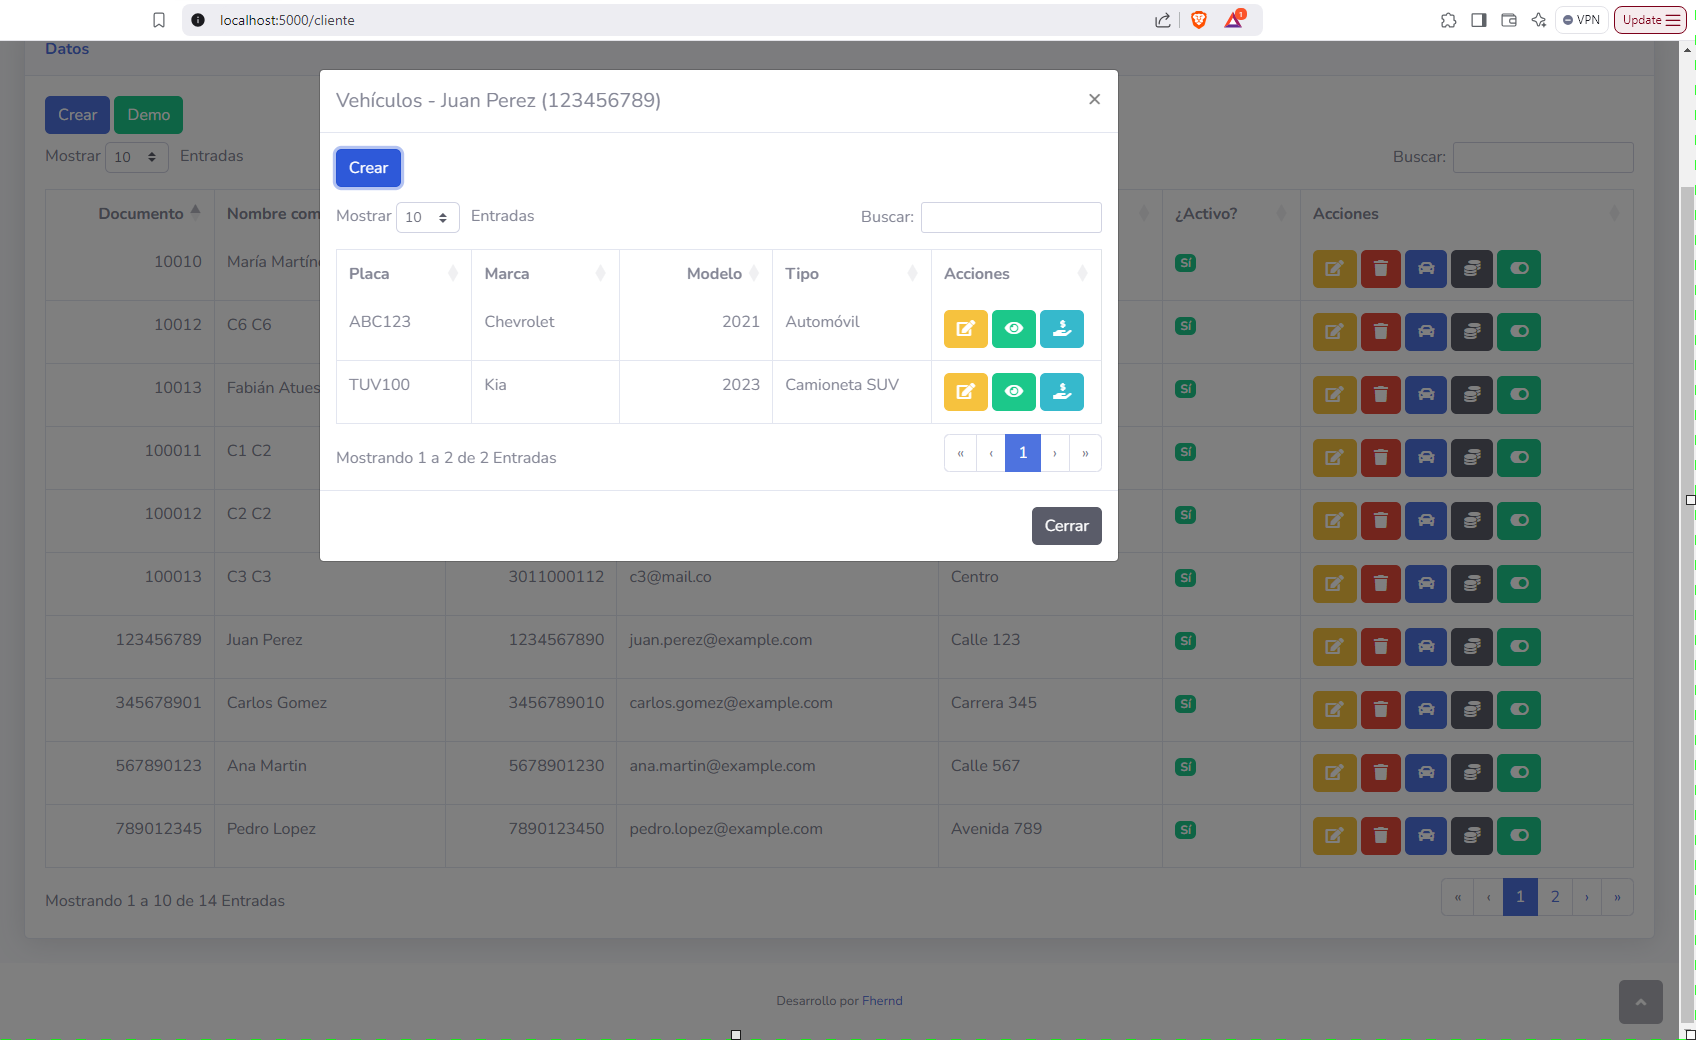 localhost:5000/cliente
1
VPN
Update
Datos
Crear Demo
Mostrar 10 Entradas
Buscar:
Documento Nombre com ¿Activo? Acciones
10010 María Martín Sí
10012 C6 C6 Sí
10013 Fabián Atues Sí
100011 C1 C2 Sí
100012 C2 C2 Sí
100013 C3 C3 3011000112 c3@mail.co Centro Sí
123456789 Juan Perez 1234567890 juan.perez@example.com Calle 123 Sí
345678901 Carlos Gomez 3456789010 carlos.gomez@example.com Carrera 345 Sí
567890123 Ana Martin 5678901230 ana.martin@example.com Calle 567 Sí
789012345 Pedro Lopez 7890123450 pedro.lopez@example.com Avenida 789 Sí
Mostrando 1 a 10 de 14 Entradas
« ‹ 1 2 › »
Vehículos - Juan Perez (123456789) ×
Crear
Mostrar 10 Entradas
Buscar:
Placa Marca Modelo Tipo Acciones
ABC123 Chevrolet 2021 Automóvil
TUV100 Kia 2023 Camioneta SUV
Mostrando 1 a 2 de 2 Entradas
« ‹ 1 › »
Cerrar
Desarrollo por Fhernd